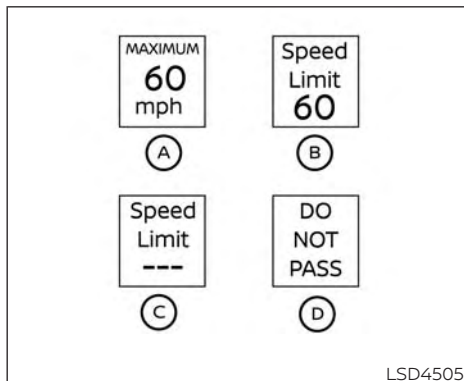 MAXIMUM
60
mph
A
Speed
Limit
60
B
Speed
Limit
---
C
DO
NOT
PASS
D
LSD4505